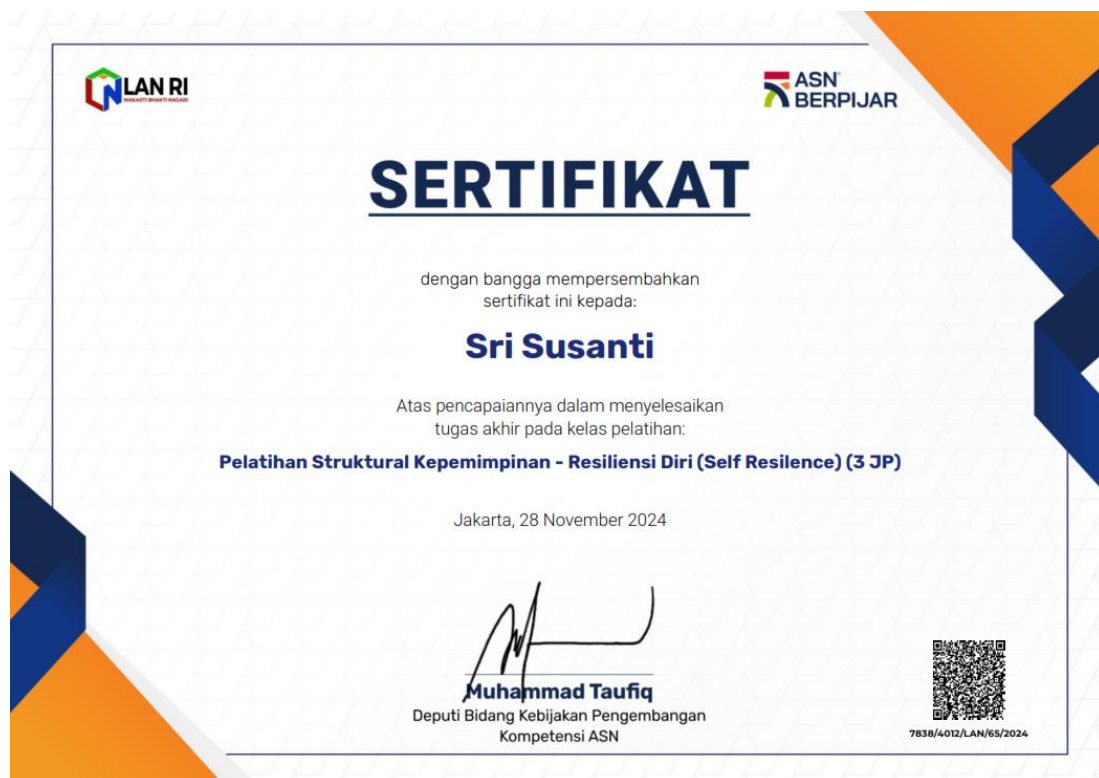 LAN RI
MAKARTI BHAKTI NAGARI
ASN
BERPIJAR
SERTIFIKAT
dengan bangga mempersembahkan
sertifikat ini kepada:
Sri Susanti
Atas pencapaiannya dalam menyelesaikan
tugas akhir pada kelas pelatihan:
Pelatihan Struktural Kepemimpinan - Resiliensi Diri (Self Resilence) (3 JP)
Jakarta, 28 November 2024
Muhammad Taufiq
Deputi Bidang Kebijakan Pengembangan
Kompetensi ASN
7838/4012/LAN/65/2024